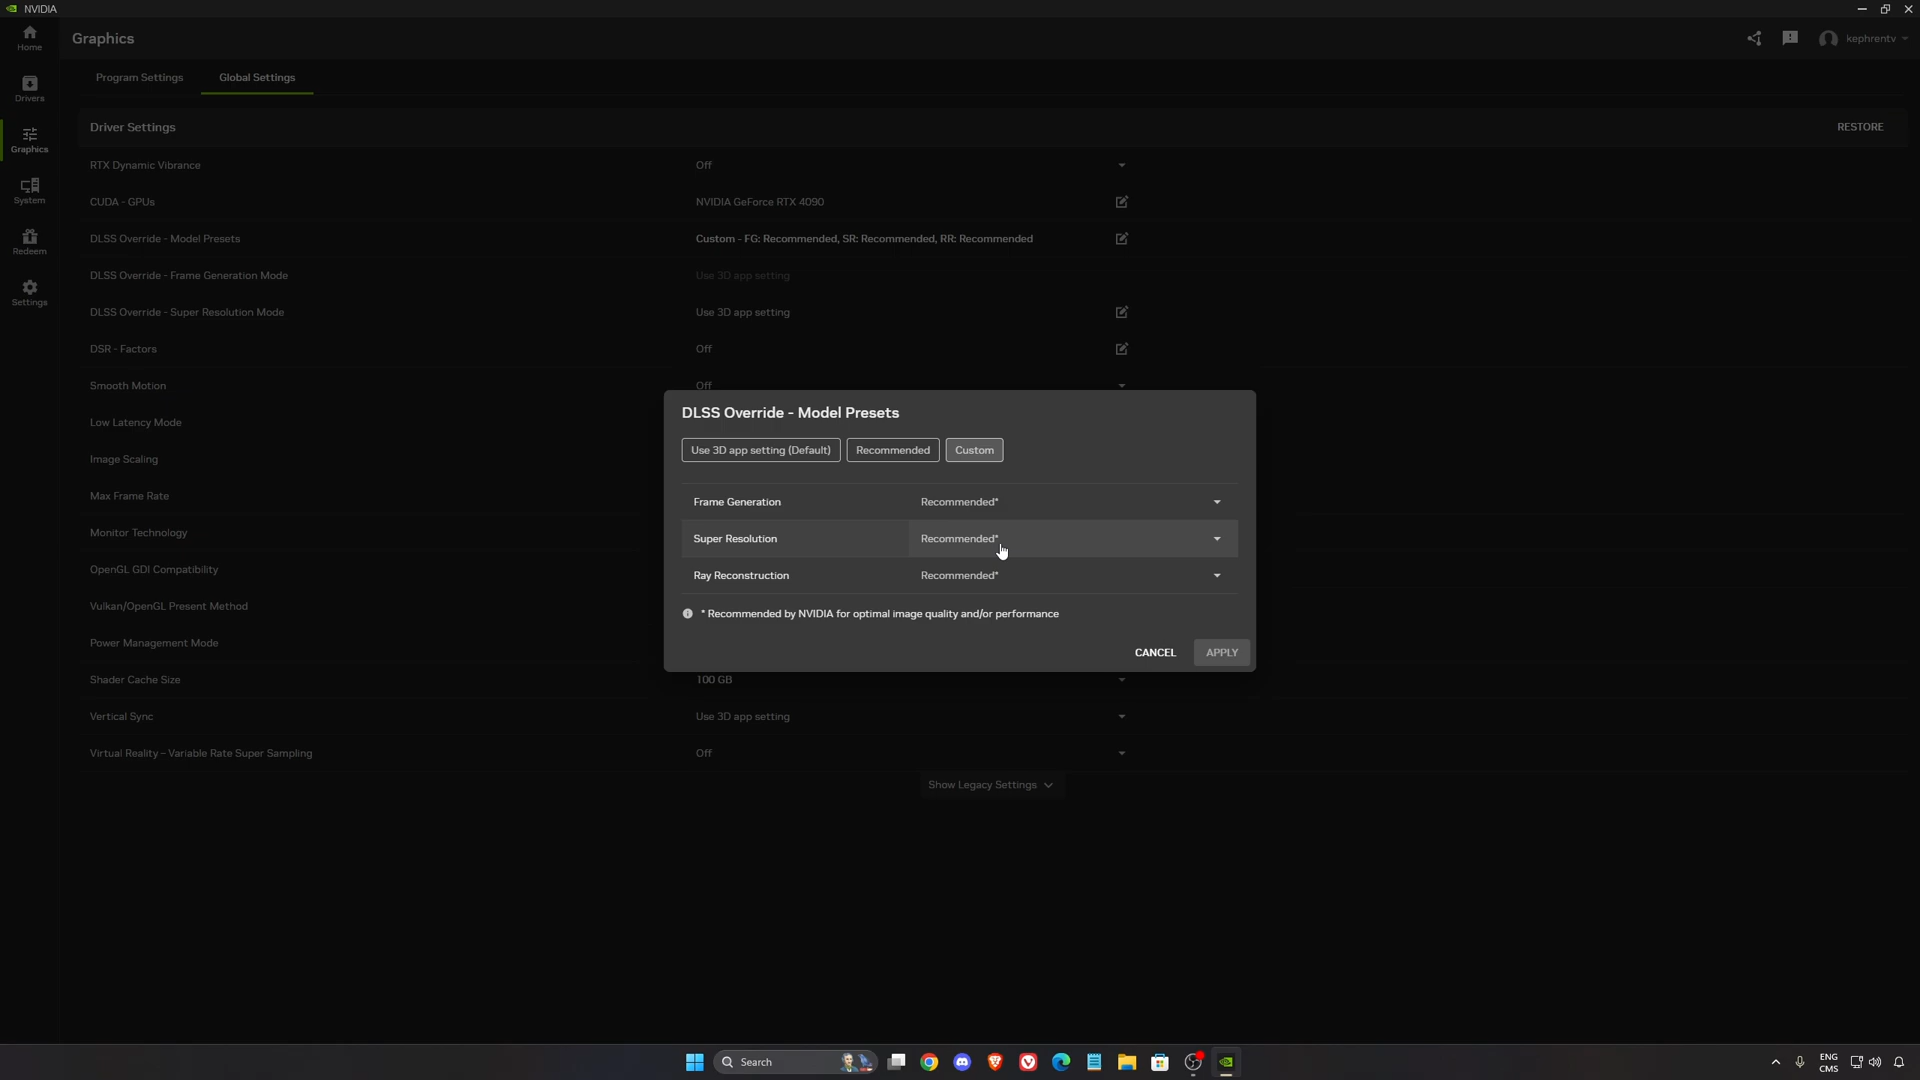 NVIDIA
Home
Graphics
kephrentv
Program Settings
Global Settings
Drivers
Driver Settings
RESTORE
Graphics
RTX Dynamic Vibrance
Off
System
CUDA - GPUs
NVIDIA GeForce RTX 4090
Redeem
DLSS Override - Model Presets
Custom - FG: Recommended, SR: Recommended, RR: Recommended
DLSS Override - Frame Generation Mode
Use 3D app setting
Settings
DLSS Override - Super Resolution Mode
Use 3D app setting
DSR - Factors
Off
Smooth Motion
Off
Low Latency Mode
Image Scaling
Max Frame Rate
Monitor Technology
OpenGL GDI Compatibility
Vulkan/OpenGL Present Method
Power Management Mode
DLSS Override - Model Presets
Use 3D app setting (Default)
Recommended
Custom
Frame Generation
Recommended*
Super Resolution
Recommended*
Ray Reconstruction
Recommended*
* Recommended by NVIDIA for optimal image quality and/or performance
CANCEL
APPLY
Shader Cache Size
100 GB
Vertical Sync
Use 3D app setting
Virtual Reality – Variable Rate Super Sampling
Off
Show Legacy Settings
Search
ENG
CMS